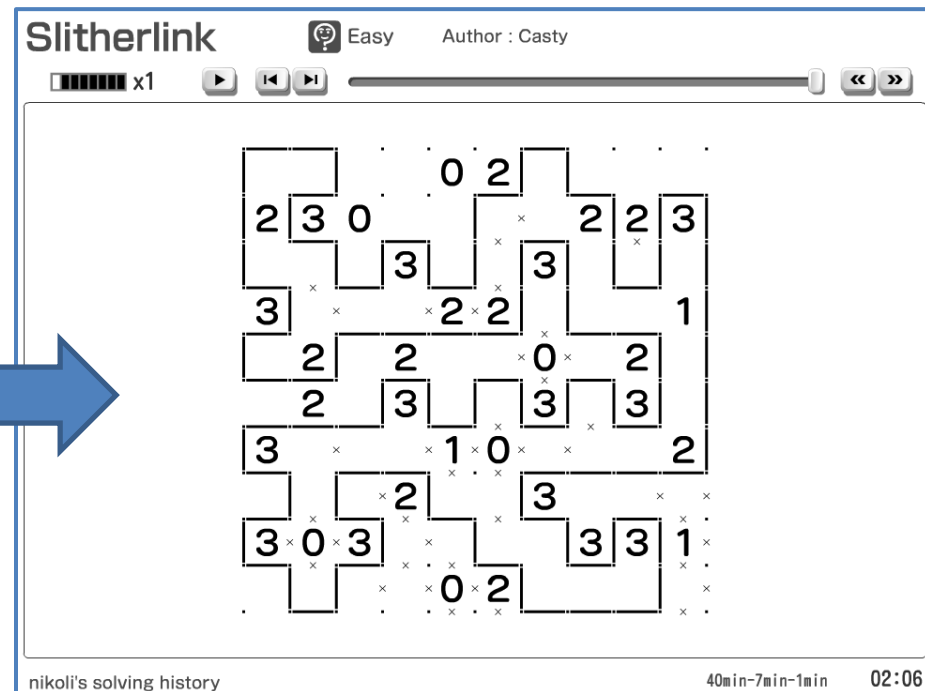 Slitherlink Easy Author : Casty
x1
0 2
2 3 0 2 2 3
3 3
3 2 2 1
2 2 0 2
2 3 3 3
3 1 0 2
2 3
3 0 3 3 3 1
0 2
nikoli's solving history 40min-7min-1min 02:06